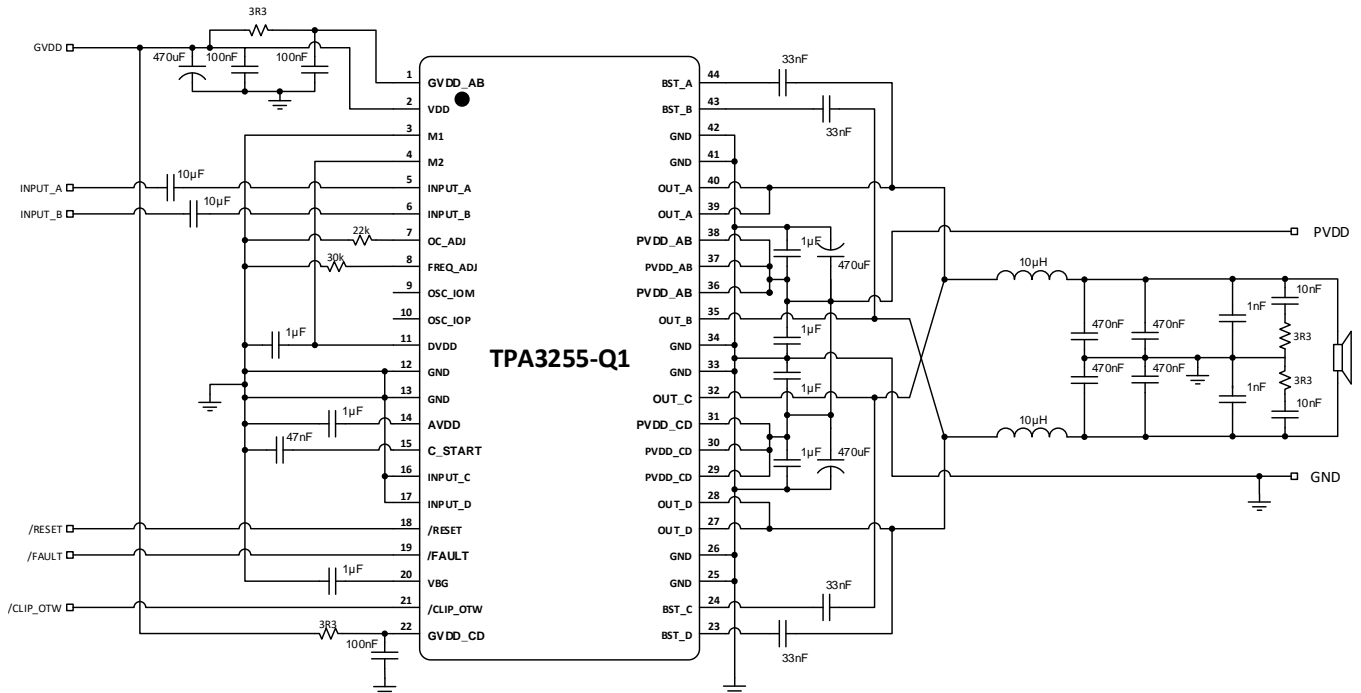 3R3
GVDD
470uF
100nF
100nF
1
GVDD_AB
2
VDD
3
M1
4
M2
INPUT_A
10µF
5
INPUT_A
INPUT_B
10µF
6
INPUT_B
22k
7
OC_ADJ
30k
8
FREQ_ADJ
9
OSC_IOM
10
OSC_IOP
1µF
11
DVDD
12
GND
13
GND
1µF
14
AVDD
47nF
15
C_START
16
INPUT_C
17
INPUT_D
/RESET
18
/RESET
/FAULT
19
/FAULT
1µF
20
VBG
/CLIP_OTW
21
/CLIP_OTW
3R3
22
GVDD_CD
100nF
TPA3255-Q1
BST_A
44
33nF
BST_B
43
33nF
GND
42
GND
41
OUT_A
40
OUT_A
39
PVDD_AB
38
1µF
470uF
PVDD_AB
37
PVDD_AB
36
OUT_B
35
1µF
GND
34
GND
33
1µF
OUT_C
32
PVDD_CD
31
PVDD_CD
30
1µF
470uF
PVDD_CD
29
OUT_D
28
OUT_D
27
GND
26
GND
25
BST_C
24
33nF
BST_D
23
33nF
PVDD
10µH
470nF
470nF
1nF
10nF
3R3
470nF
470nF
1nF
3R3
10nF
10µH
GND